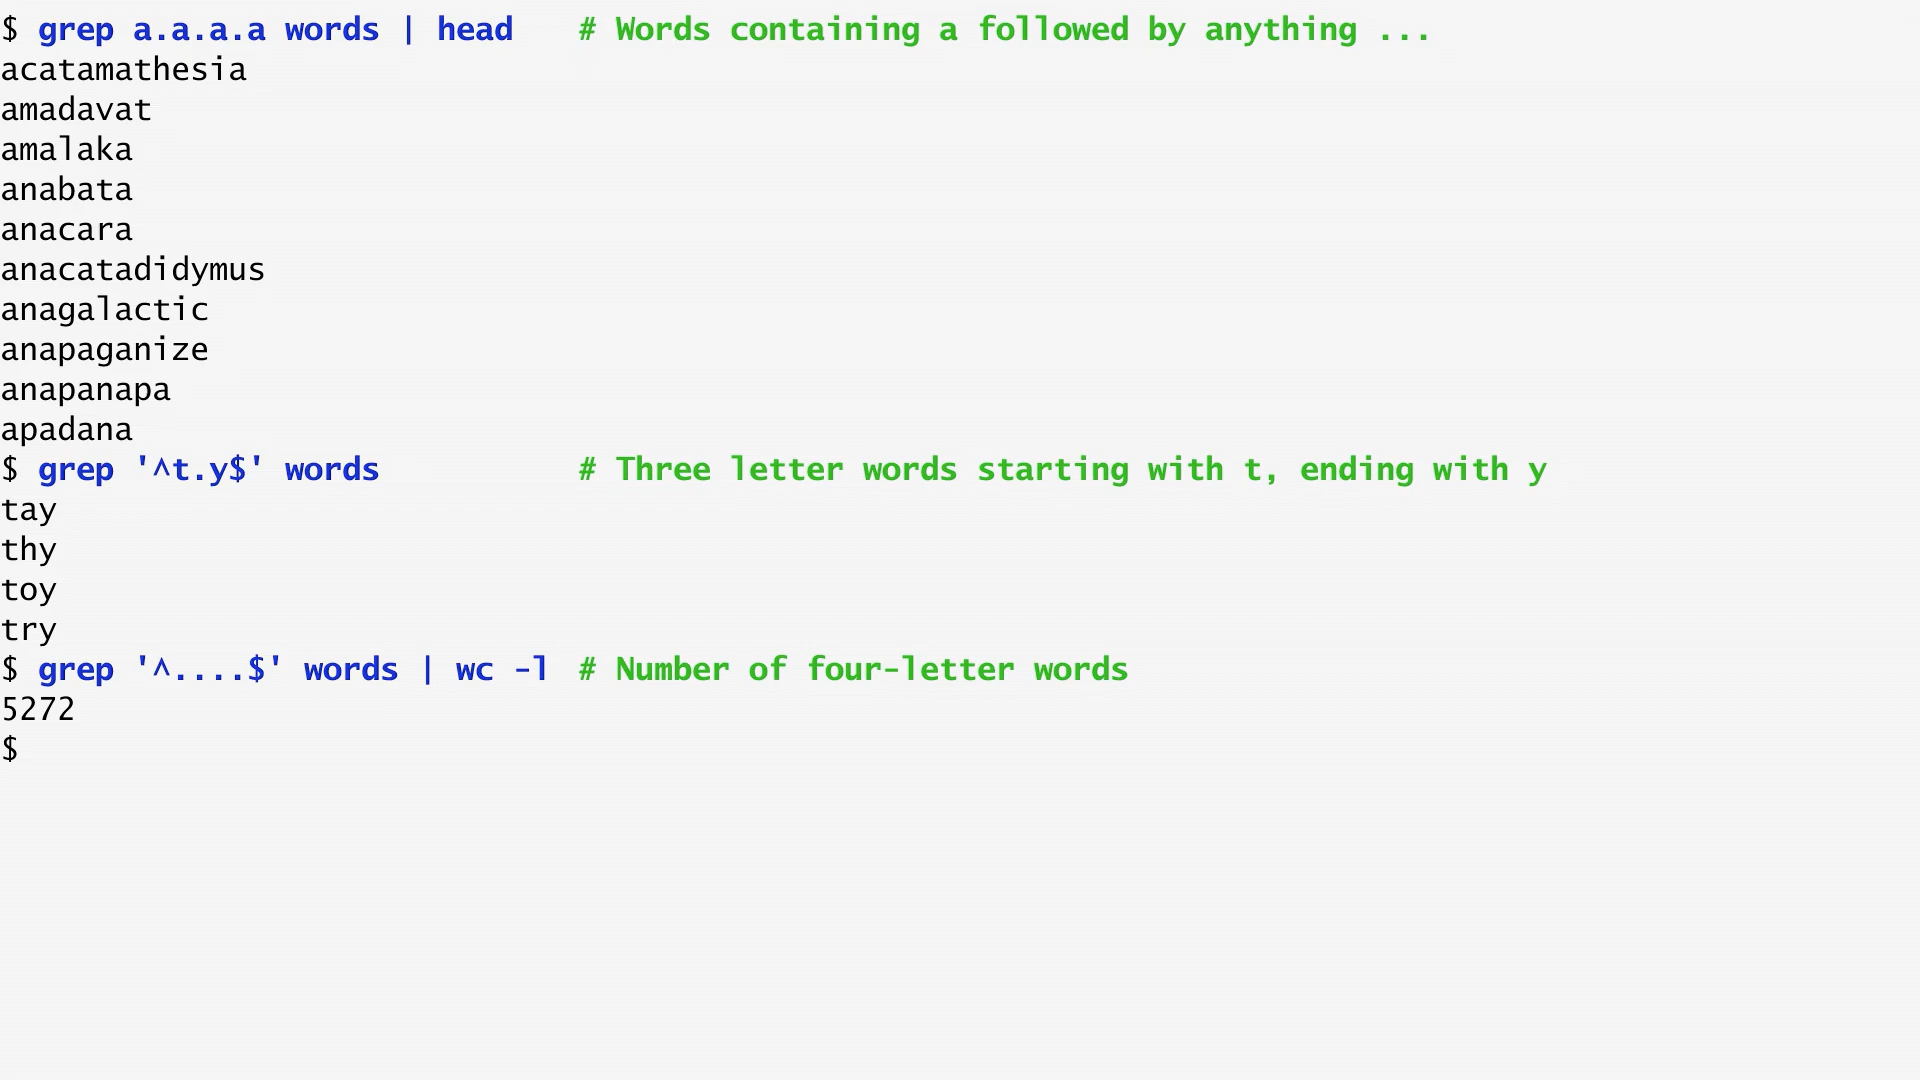 $ grep a.a.a.a words | head # Words containing a followed by anything ...
acatamathesia
amadavat
amalaka
anabata
anacara
anacatadidymus
anagalactic
anapaganize
anapanapa
apadana
$ grep '^t.y$' words # Three letter words starting with t, ending with y
tay
thy
toy
try
$ grep '^....$' words | wc -l # Number of four-letter words
5272
$